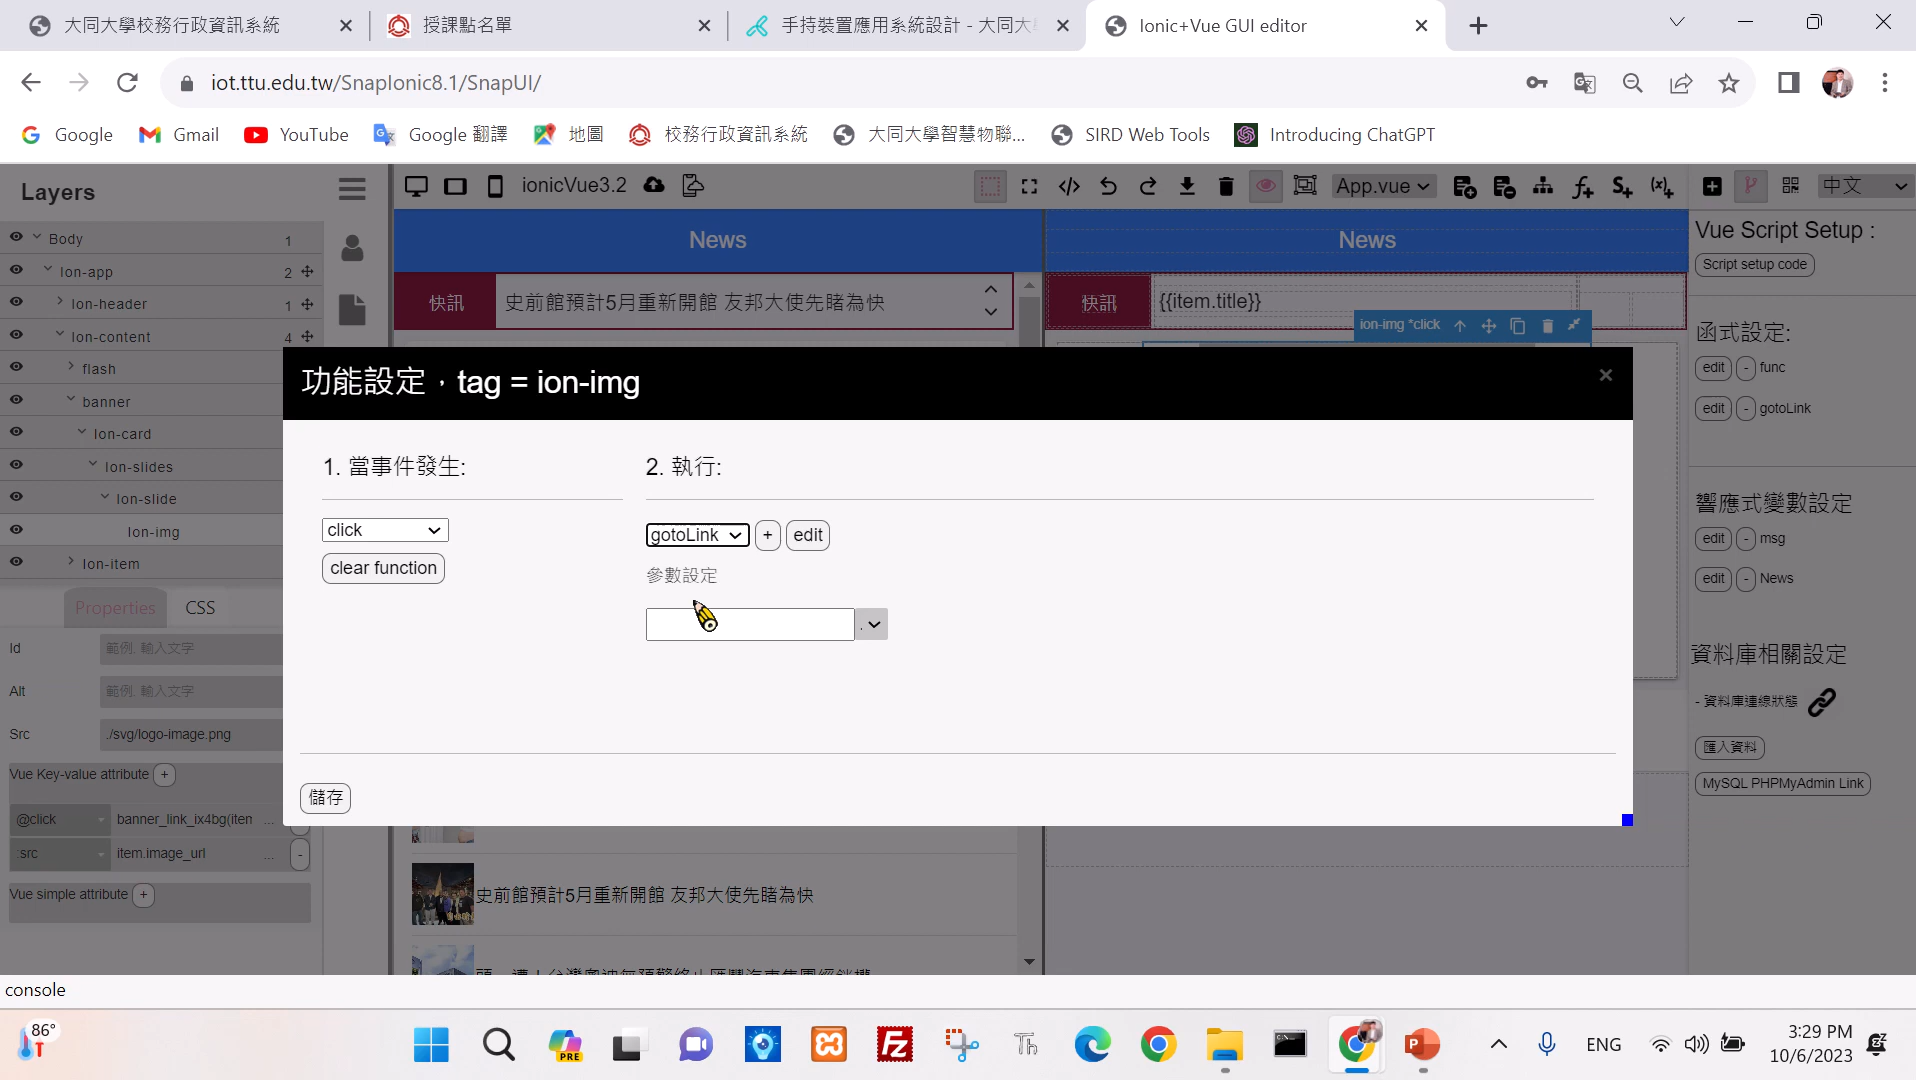 大同大學校務行政資訊系統
授課點名單
手持裝置應用系統設計 - 大同大
Ionic+Vue GUI editor
iot.ttu.edu.tw/SnapIonic8.1/SnapUI/
Google
Gmail
YouTube
Google 翻譯
地圖
校務行政資訊系統
大同大學智慧物聯...
SIRD Web Tools
Introducing ChatGPT
Layers
ionicVue3.2
App.vue
中文
Body 1
Ion-app 2
Ion-header 1
Ion-content 4
flash
banner
Ion-card
Ion-slides
Ion-slide
Ion-img
Ion-item
Properties CSS
Id 範例. 輸入文字
Alt 範例. 輸入文字
Src ./svg/logo-image.png
Vue Key-value attribute +
@click banner_link_ix4bg(item ...
:src item.image_url ... -
Vue simple attribute +
News
快訊 史前館預計5月重新開館 友邦大使先睹為快
News
快訊 {{item.title}}
ion-img *click
功能設定，tag = ion-img
×
1. 當事件發生:
click
clear function
2. 執行:
gotoLink + edit
參數設定
.
儲存
史前館預計5月重新開館 友邦大使先睹為快
Vue Script Setup :
Script setup code
函式設定:
edit - func
edit - gotoLink
響應式變數設定
edit - msg
edit - News
資料庫相關設定
- 資料庫連線狀態
匯入資料
MySQL PHPMyAdmin Link
console
86°
PRE
ENG
3:29 PM
10/6/2023